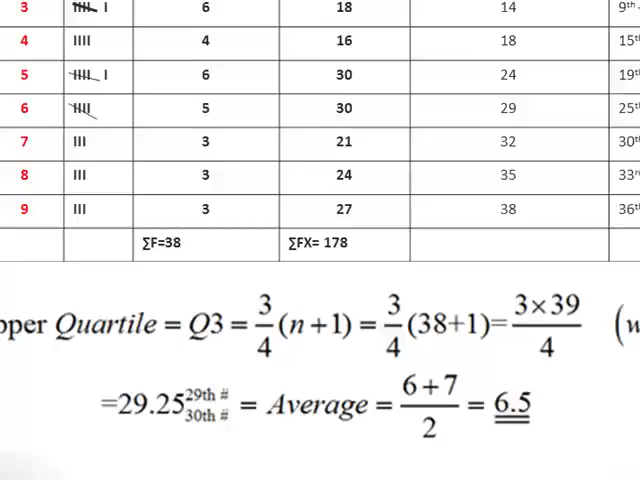 3 𝍸 I 6 18 14 9th
4 IIII 4 16 18 15th
5 𝍸 I 6 30 24 19th
6 𝍸 5 30 29 25th
7 III 3 21 32 30th
8 III 3 24 35 33rd
9 III 3 27 38 36th
∑F=38 ∑FX= 178
pper Quartile = Q3 = 3/4 (n+1) = 3/4 (38+1)= 3×39/4 (
=29.25 29th # 30th # = Average = 6+7/2 = 6.5